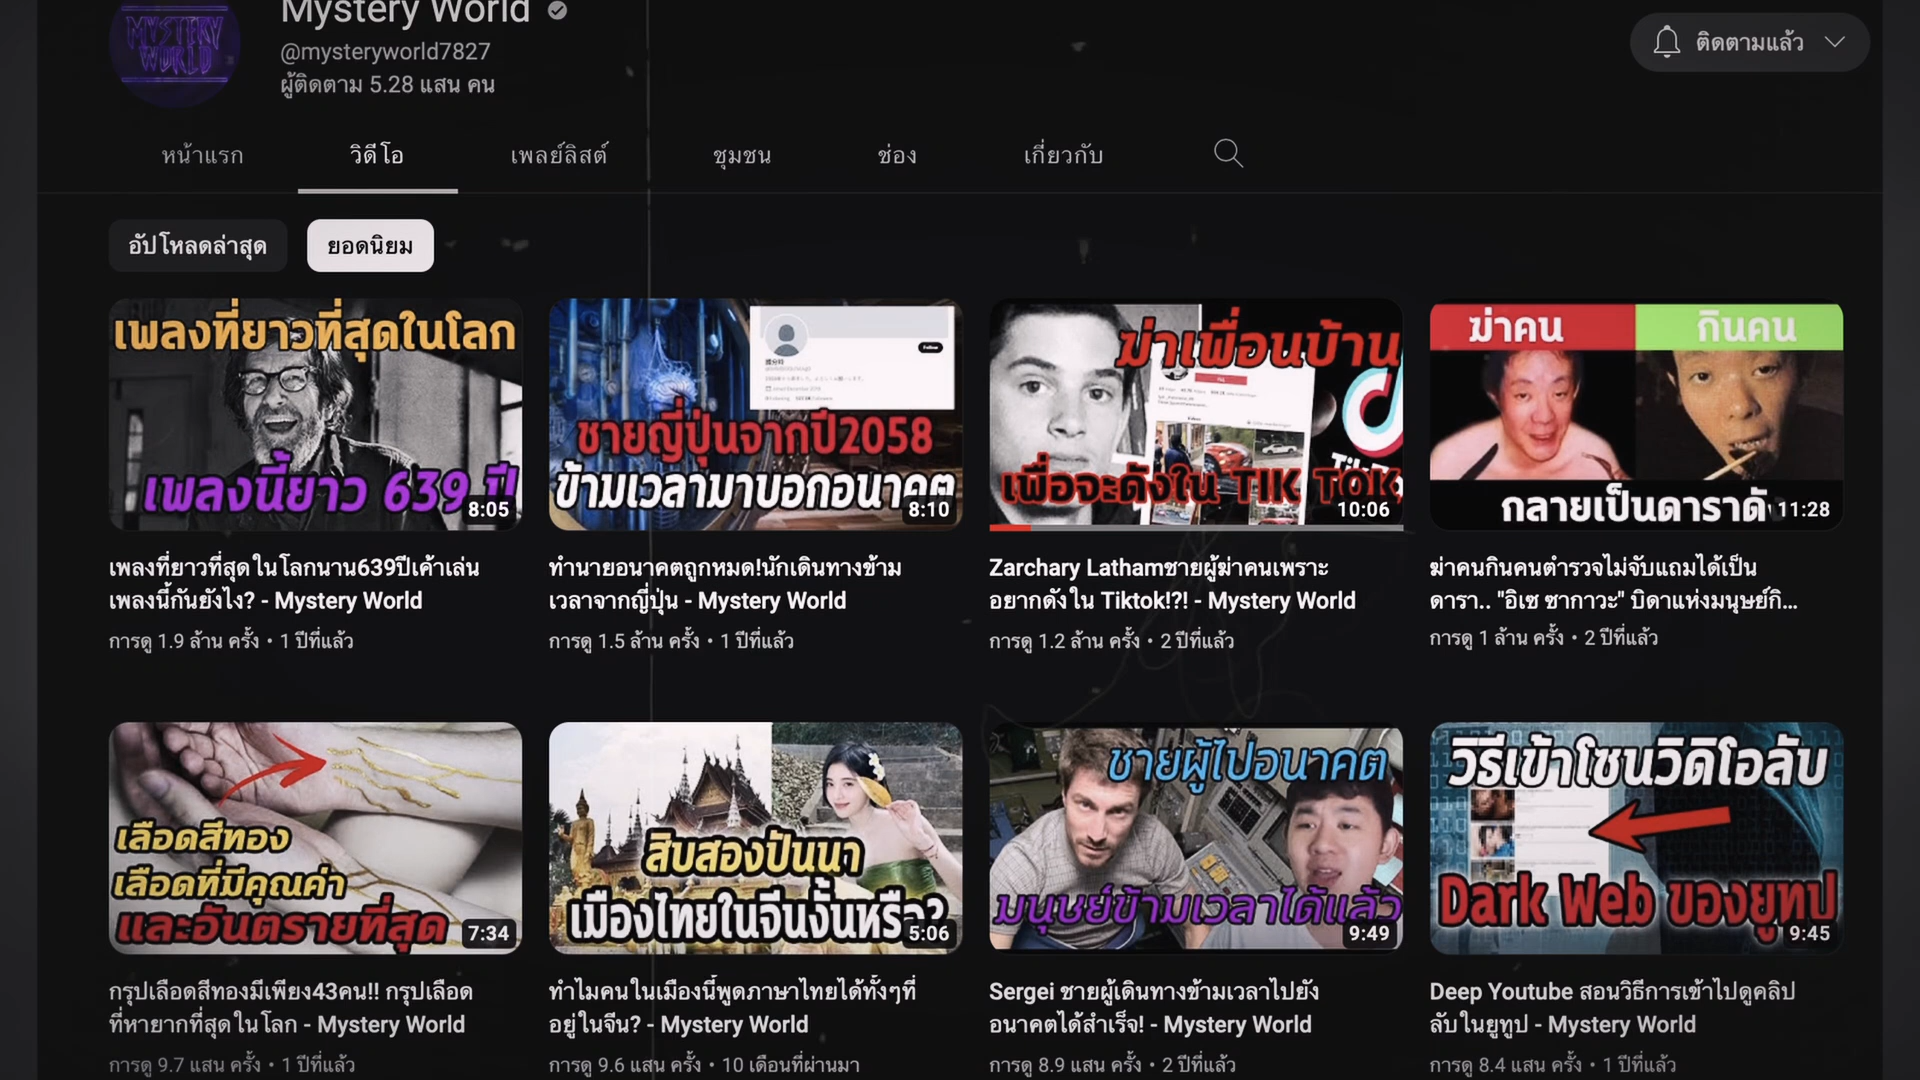 MYSTERY WORLD
Mystery World
@mysteryworld7827
ผู้ติดตาม 5.28 แสน คน
ติดตามแล้ว
หน้าแรก วิดีโอ เพลย์ลิสต์ ชุมชน ช่อง เกี่ยวกับ
อัปโหลดล่าสุด ยอดนิยม
เพลงที่ยาวที่สุดในโลก
เพลงนี้ยาว 639 ปี
8:05
เพลงที่ยาวที่สุดในโลกนาน639ปีเค้าเล่น
เพลงนี้กันยังไง? - Mystery World
การดู 1.9 ล้าน ครั้ง • 1 ปีที่แล้ว
Follow
ชายญี่ปุ่นจากปี2058
ข้ามเวลามาบอกอนาคต
8:10
ทำนายอนาคตถูกหมด!นักเดินทางข้าม
เวลาจากญี่ปุ่น - Mystery World
การดู 1.5 ล้าน ครั้ง • 1 ปีที่แล้ว
ฆ่าเพื่อนบ้าน
เพื่อจะดังใน TIK TOK
10:06
Zarchary Lathamชายผู้ฆ่าคนเพราะ
อยากดังใน Tiktok!?! - Mystery World
การดู 1.2 ล้าน ครั้ง • 2 ปีที่แล้ว
ฆ่าคน กินคน
กลายเป็นดาราดัง
11:28
ฆ่าคนกินคนตำรวจไม่จับแถมได้เป็น
ดารา.. "อิเซ ซากาวะ" บิดาแห่งมนุษย์กิ...
การดู 1 ล้าน ครั้ง • 2 ปีที่แล้ว
เลือดสีทอง
เลือดที่มีคุณค่า
และอันตรายที่สุด
7:34
กรุปเลือดสีทองมีเพียง43คน!! กรุปเลือด
ที่หายากที่สุดในโลก - Mystery World
การดู 9.7 แสน ครั้ง • 1 ปีที่แล้ว
สิบสองปันนา
เมืองไทยในจีนงั้นหรือ?
5:06
ทำไมคนในเมืองนี้พูดภาษาไทยได้ทั้งๆที่
อยู่ในจีน? - Mystery World
การดู 9.6 แสน ครั้ง • 10 เดือนที่ผ่านมา
ชายผู้ไปอนาคต
มนุษย์ข้ามเวลาได้แล้ว
9:49
Sergei ชายผู้เดินทางข้ามเวลาไปยัง
อนาคตได้สำเร็จ! - Mystery World
การดู 8.9 แสน ครั้ง • 2 ปีที่แล้ว
วิธีเข้าโซนวิดิโอลับ
Dark Web ของยูทูป
9:45
Deep Youtube สอนวิธีการเข้าไปดูคลิป
ลับในยูทูป - Mystery World
การดู 8.4 แสน ครั้ง • 1 ปีที่แล้ว